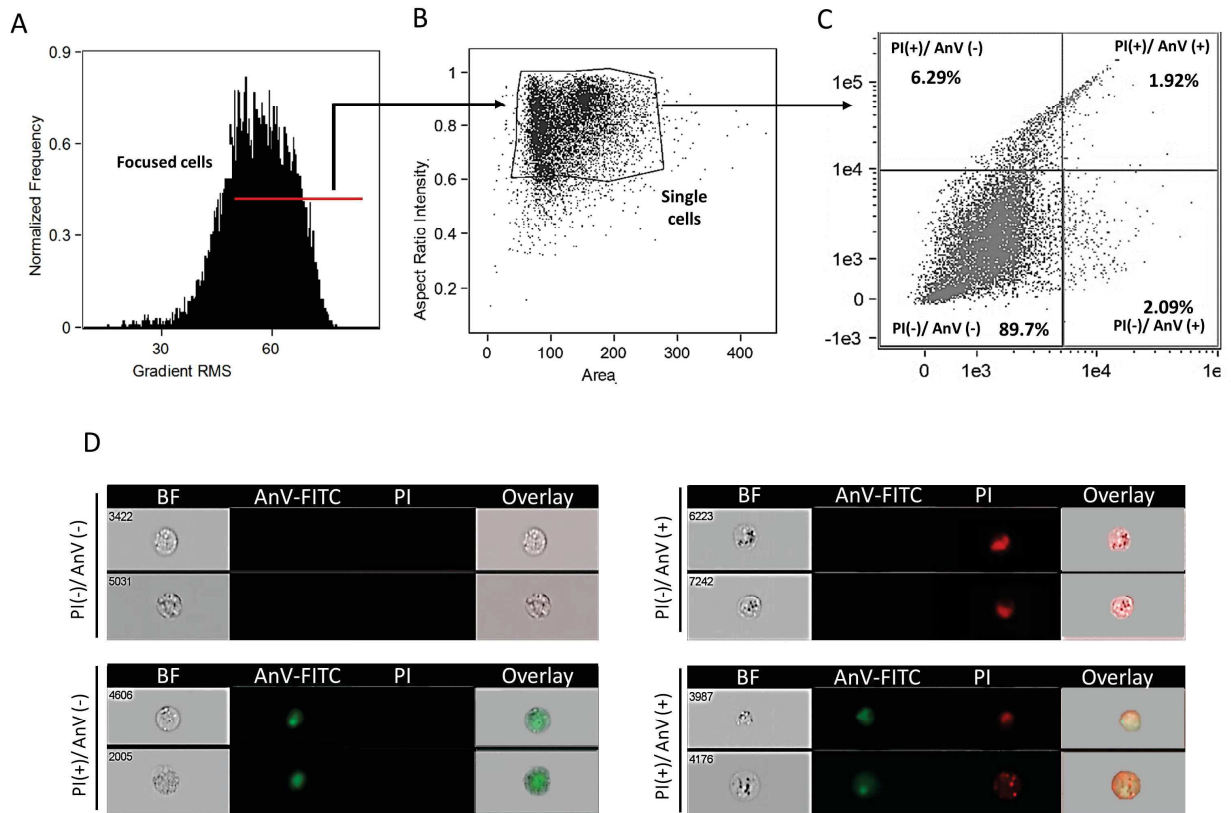 A
0.9
0.6
0.3
0
Normalized Frequency
Focused cells
30
60
Gradient RMS
B
1
0.8
0.6
0.4
0.2
Aspect Ratio Intensity
Single
cells
0
100
200
300
400
Area
C
PI(+)/ AnV (-)
6.29%
PI(+)/ AnV (+)
1.92%
1e5
1e4
1e3
0
-1e3
PI(-)/ AnV (-)
89.7%
2.09%
PI(-)/ AnV (+)
0
1e3
1e4
1e
D
PI(-)/ AnV (-)
BF
AnV-FITC
PI
Overlay
3422
5031
PI(-)/ AnV (+)
BF
AnV-FITC
PI
Overlay
6223
7242
PI(+)/ AnV (-)
BF
AnV-FITC
PI
Overlay
4606
2005
PI(+)/ AnV (+)
BF
AnV-FITC
PI
Overlay
3987
4176